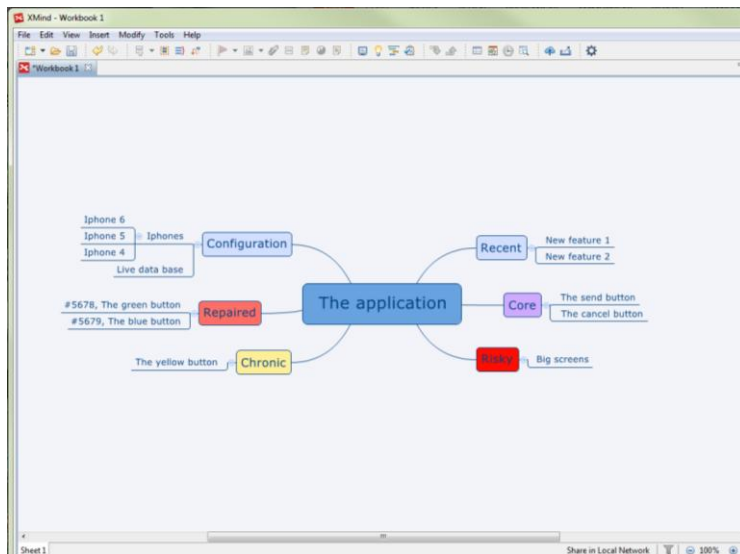 XMind - Workbook 1
File Edit View Insert Modify Tools Help
*Workbook 1
Iphone 6
Iphone 5
Iphone 4
Iphones
Live data base
Configuration
#5678, The green button
#5679, The blue button
Repaired
The yellow button
Chronic
The application
Recent
New feature 1
New feature 2
Core
The send button
The cancel button
Risky
Big screens
Sheet 1
Share in Local Network
100%